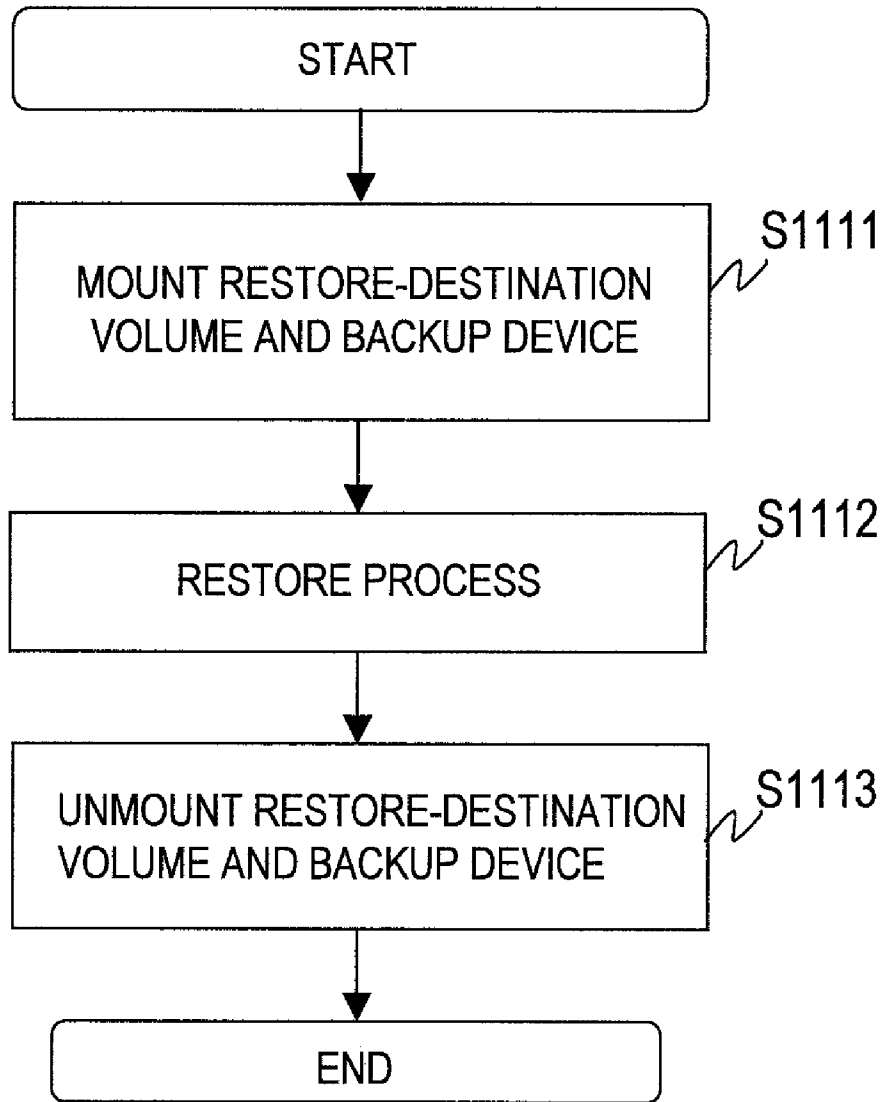 START
S1111
MOUNT RESTORE-DESTINATION
VOLUME AND BACKUP DEVICE
S1112
RESTORE PROCESS
S1113
UNMOUNT RESTORE-DESTINATION
VOLUME AND BACKUP DEVICE
END